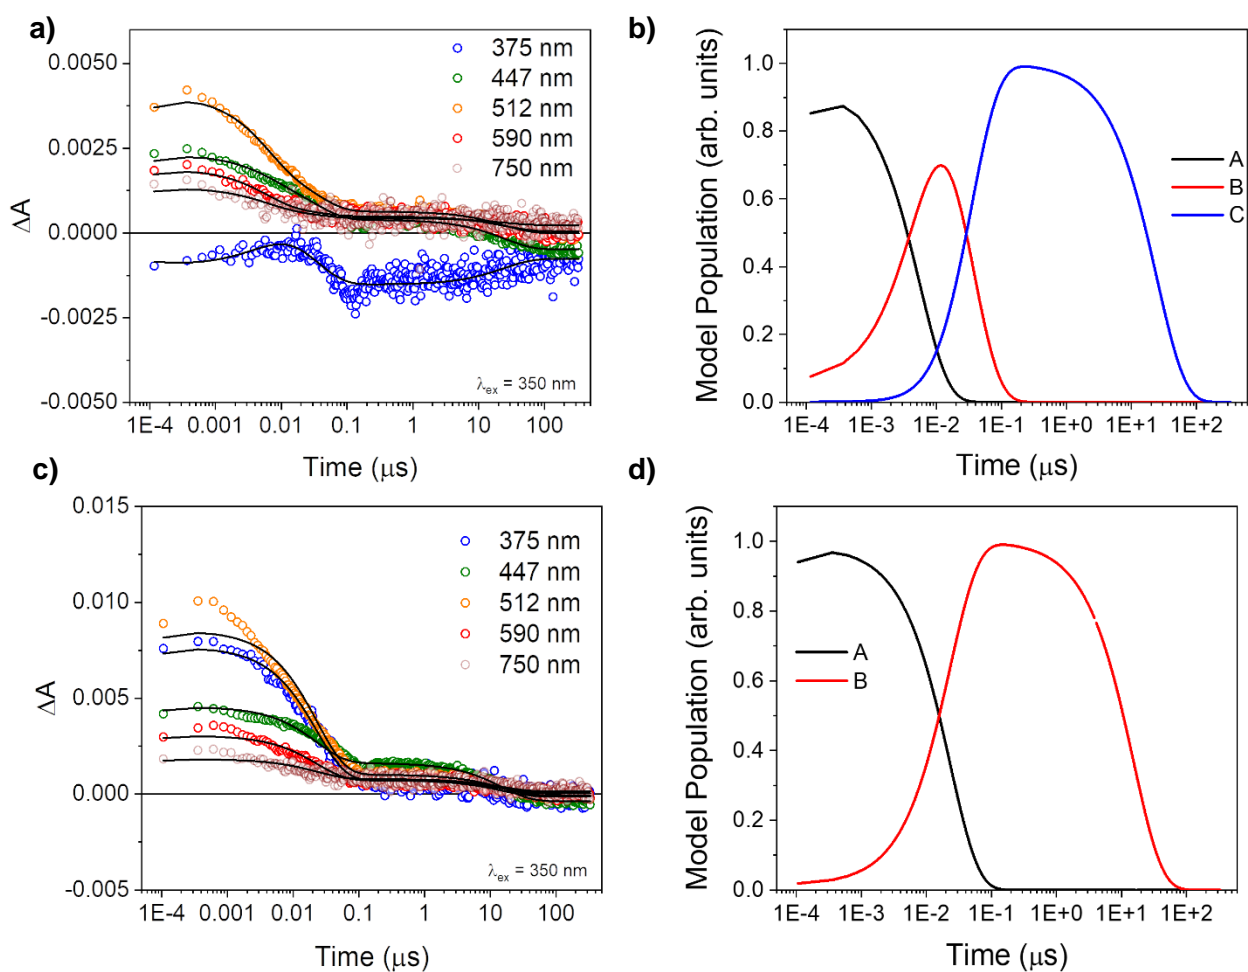 a)
0.0050
0.0025
0.0000
-0.0025
-0.0050
ΔA
375 nm
447 nm
512 nm
590 nm
750 nm
λex = 350 nm
1E-4 0.001 0.01 0.1 1 10 100
Time (μs)
b)
1.0
0.8
0.6
0.4
0.2
0.0
Model Population (arb. units)
A
B
C
1E-4 1E-3 1E-2 1E-1 1E+0 1E+1 1E+2
Time (μs)
c)
0.015
0.010
0.005
0.000
-0.005
ΔA
375 nm
447 nm
512 nm
590 nm
750 nm
λex = 350 nm
1E-4 0.001 0.01 0.1 1 10 100
Time (μs)
d)
1.0
0.8
0.6
0.4
0.2
0.0
Model Population (arb. units)
A
B
1E-4 1E-3 1E-2 1E-1 1E+0 1E+1 1E+2
Time (μs)